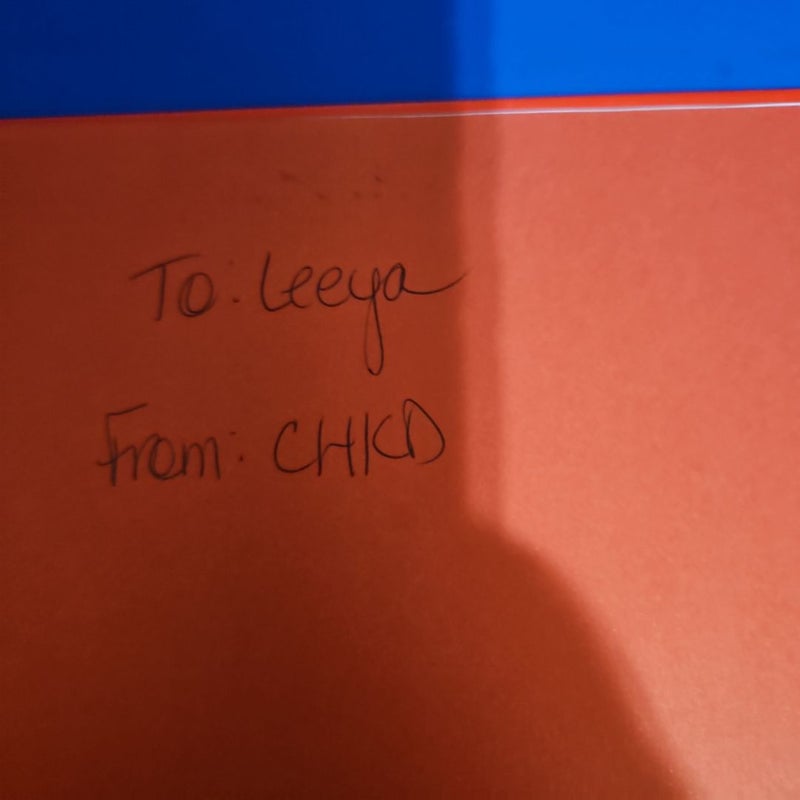 To: Leeya
From: CHKD